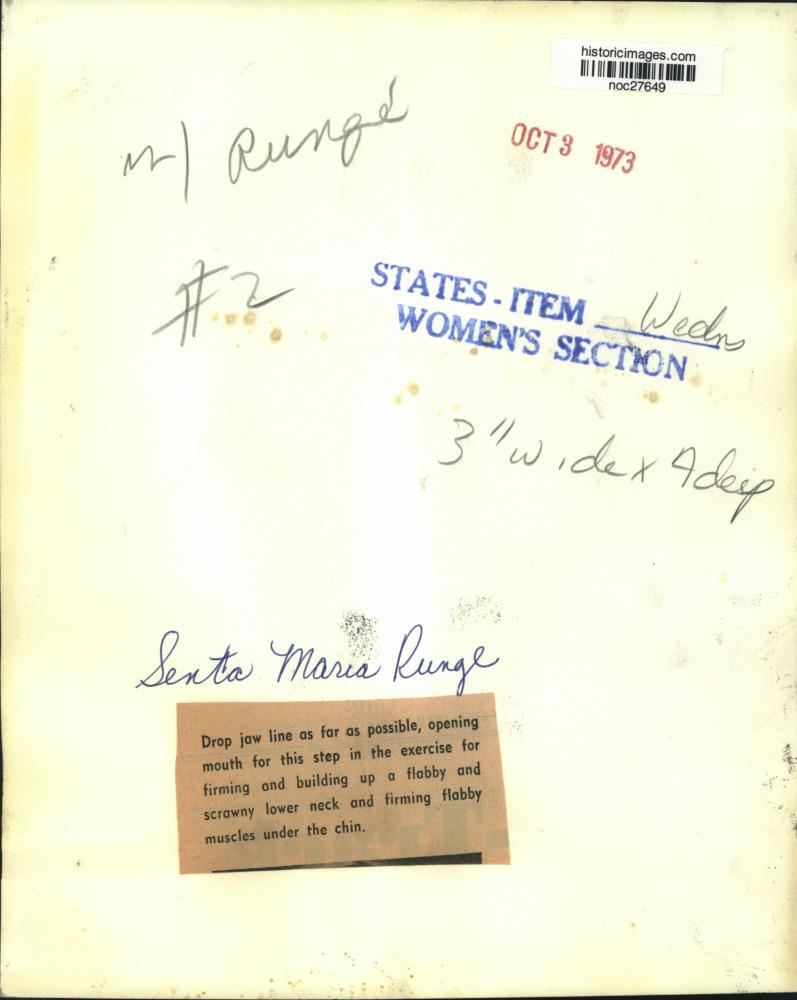 historicimages.com
noc27649
w/ Runge
OCT 3 1973
#2
STATES-ITEM Wedns
WOMEN'S SECTION
3" wide x 4 deep
Senta Maria Runge
Drop jaw line as far as possible, opening
mouth for this step in the exercise for
firming and building up a flabby and
scrawny lower neck and firming flabby
muscles under the chin.